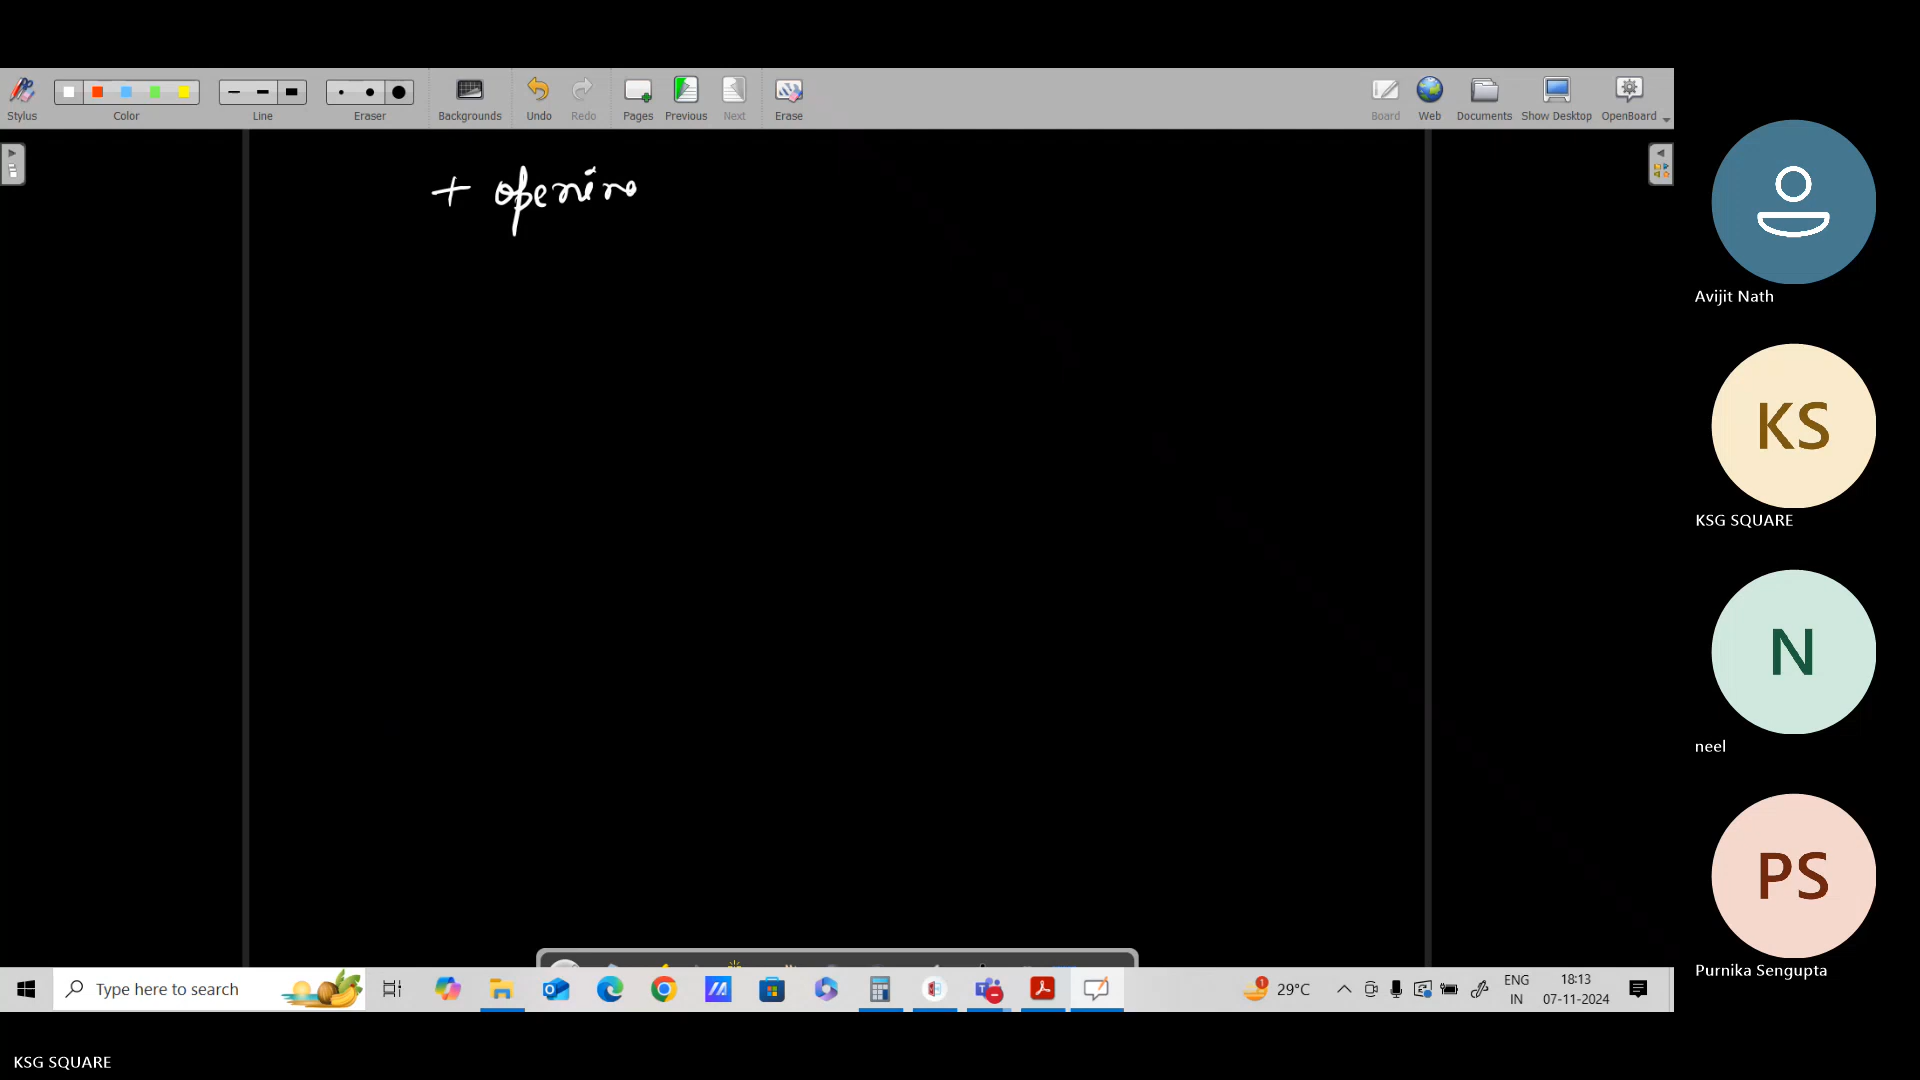 Stylus
Color
Line
Eraser
Backgrounds
Undo
Redo
Pages
Previous
Next
Erase
Board
Web
Documents
Show Desktop
OpenBoard
+ openin
Avijit Nath
KS
KSG SQUARE
N
neel
PS
Purnika Sengupta
Type here to search
1
29°C
ENG
IN
18:13
07-11-2024
KSG SQUARE